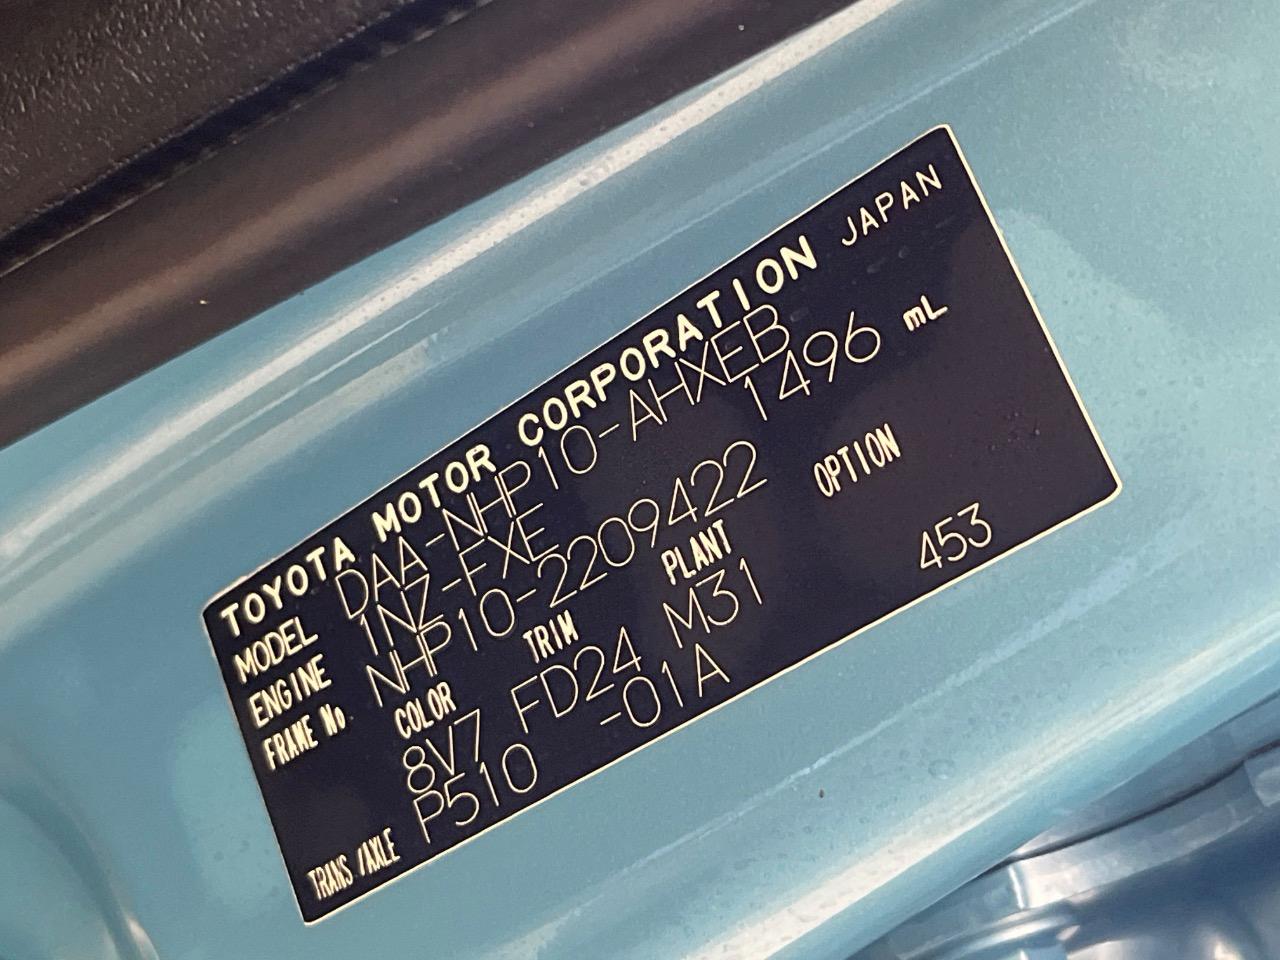 TOYOTA MOTOR CORPORATION JAPAN
MODEL DAA-NHP10-AHXEB
ENGINE 1NZ-FXE 1496 mL
FRAME No. NHP10-2209422
COLOR TRIM PLANT OPTION
8V7 FD24 M31 453
TRANS/AXLE P510 -01A